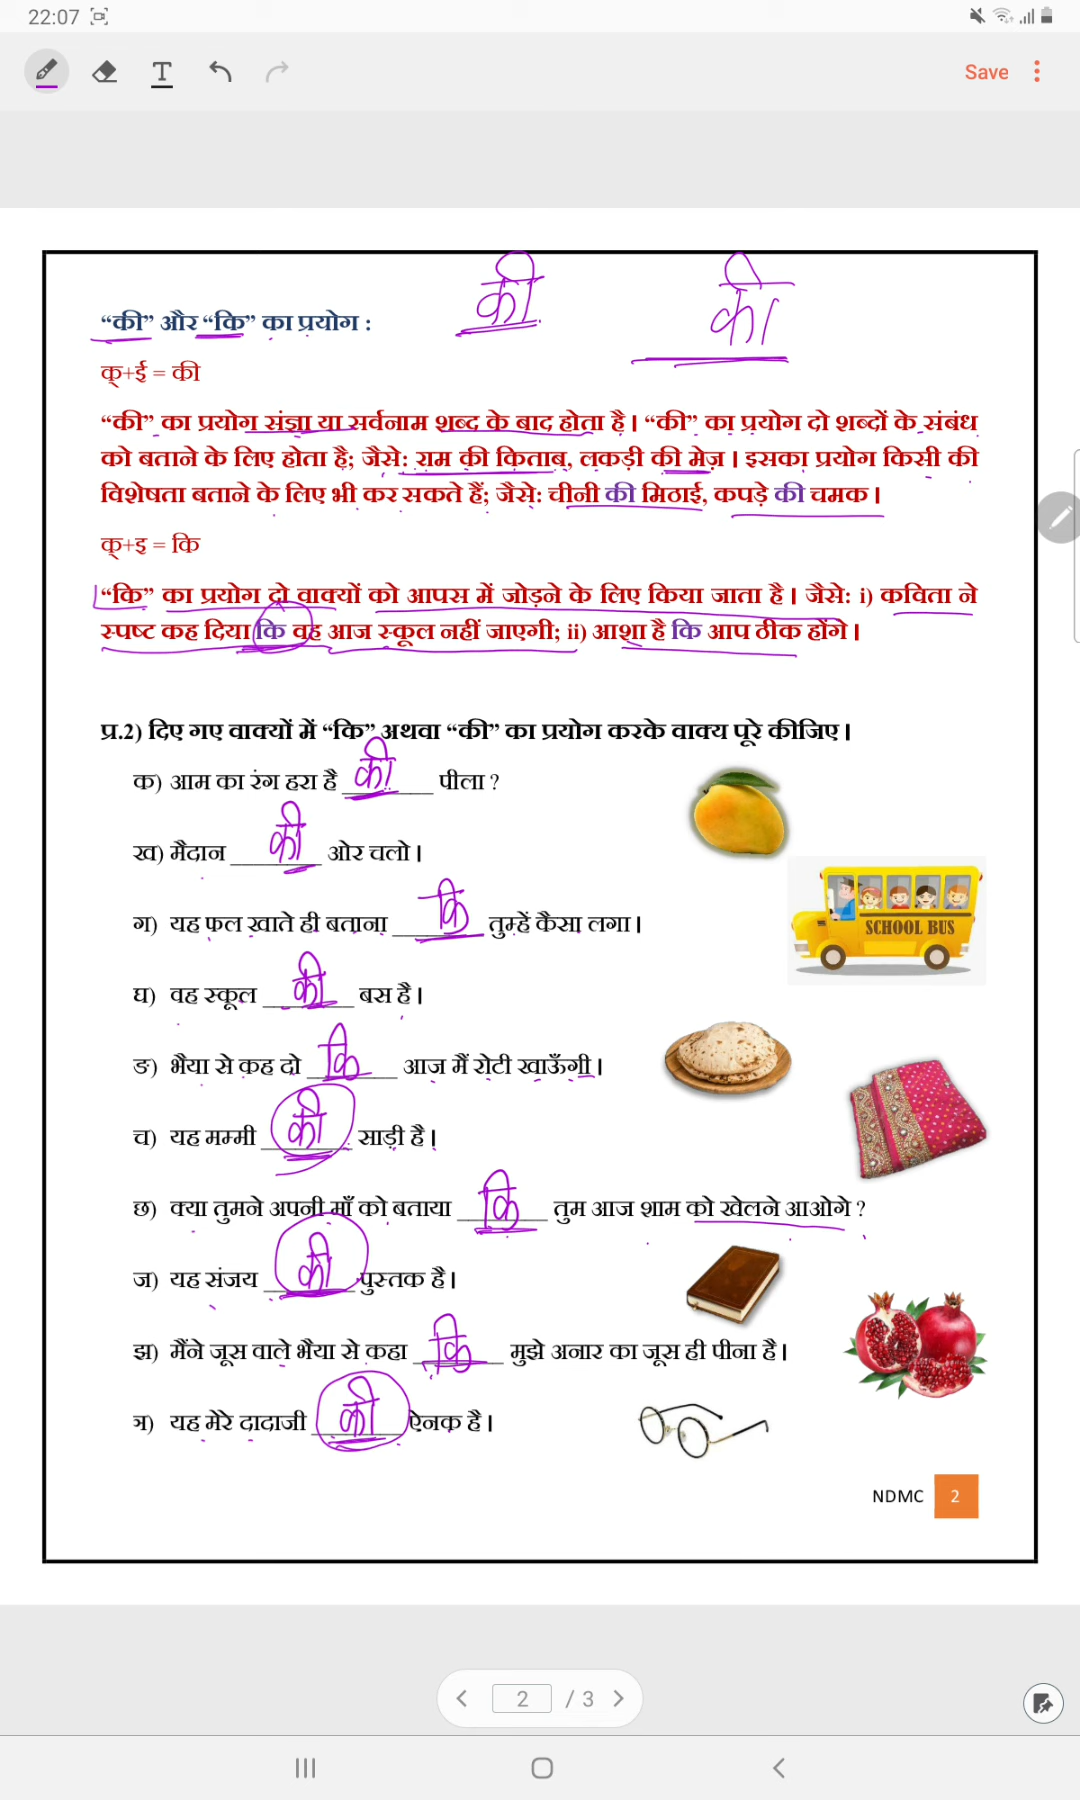 22:07
T Save
की की
“की” और “कि” का प्रयोग :
क्+ई = की
“की” का प्रयोग संज्ञा या सर्वनाम शब्द के बाद होता है। “की” का प्रयोग दो शब्दों के संबंध
को बताने के लिए होता है; जैसे: राम की किताब, लकड़ी की मेज़। इसका प्रयोग किसी की
विशेषता बताने के लिए भी कर सकते हैं; जैसे: चीनी की मिठाई, कपड़े की चमक।
क्+इ = कि
“कि” का प्रयोग दो वाक्यों को आपस में जोड़ने के लिए किया जाता है। जैसे: i) कविता ने
स्पष्ट कह दिया कि वह आज स्कूल नहीं जाएगी; ii) आशा है कि आप ठीक होंगे।
प्र.2) दिए गए वाक्यों में “कि” अथवा “की” का प्रयोग करके वाक्य पूरे कीजिए।
क) आम का रंग हरा है की पीला ?
ख) मैदान की ओर चलो।
SCHOOL BUS
ग) यह फल खाते ही बताना कि तुम्हें कैसा लगा।
घ) वह स्कूल की बस है।
ङ) भैया से कह दो कि आज मैं रोटी खाऊँगी।
च) यह मम्मी की साड़ी है।
छ) क्या तुमने अपनी माँ को बताया कि तुम आज शाम को खेलने आओगे ?
ज) यह संजय की पुस्तक है।
झ) मैंने जूस वाले भैया से कहा कि मुझे अनार का जूस ही पीना है।
ञ) यह मेरे दादाजी की ऐनक है।
NDMC 2
2 / 3